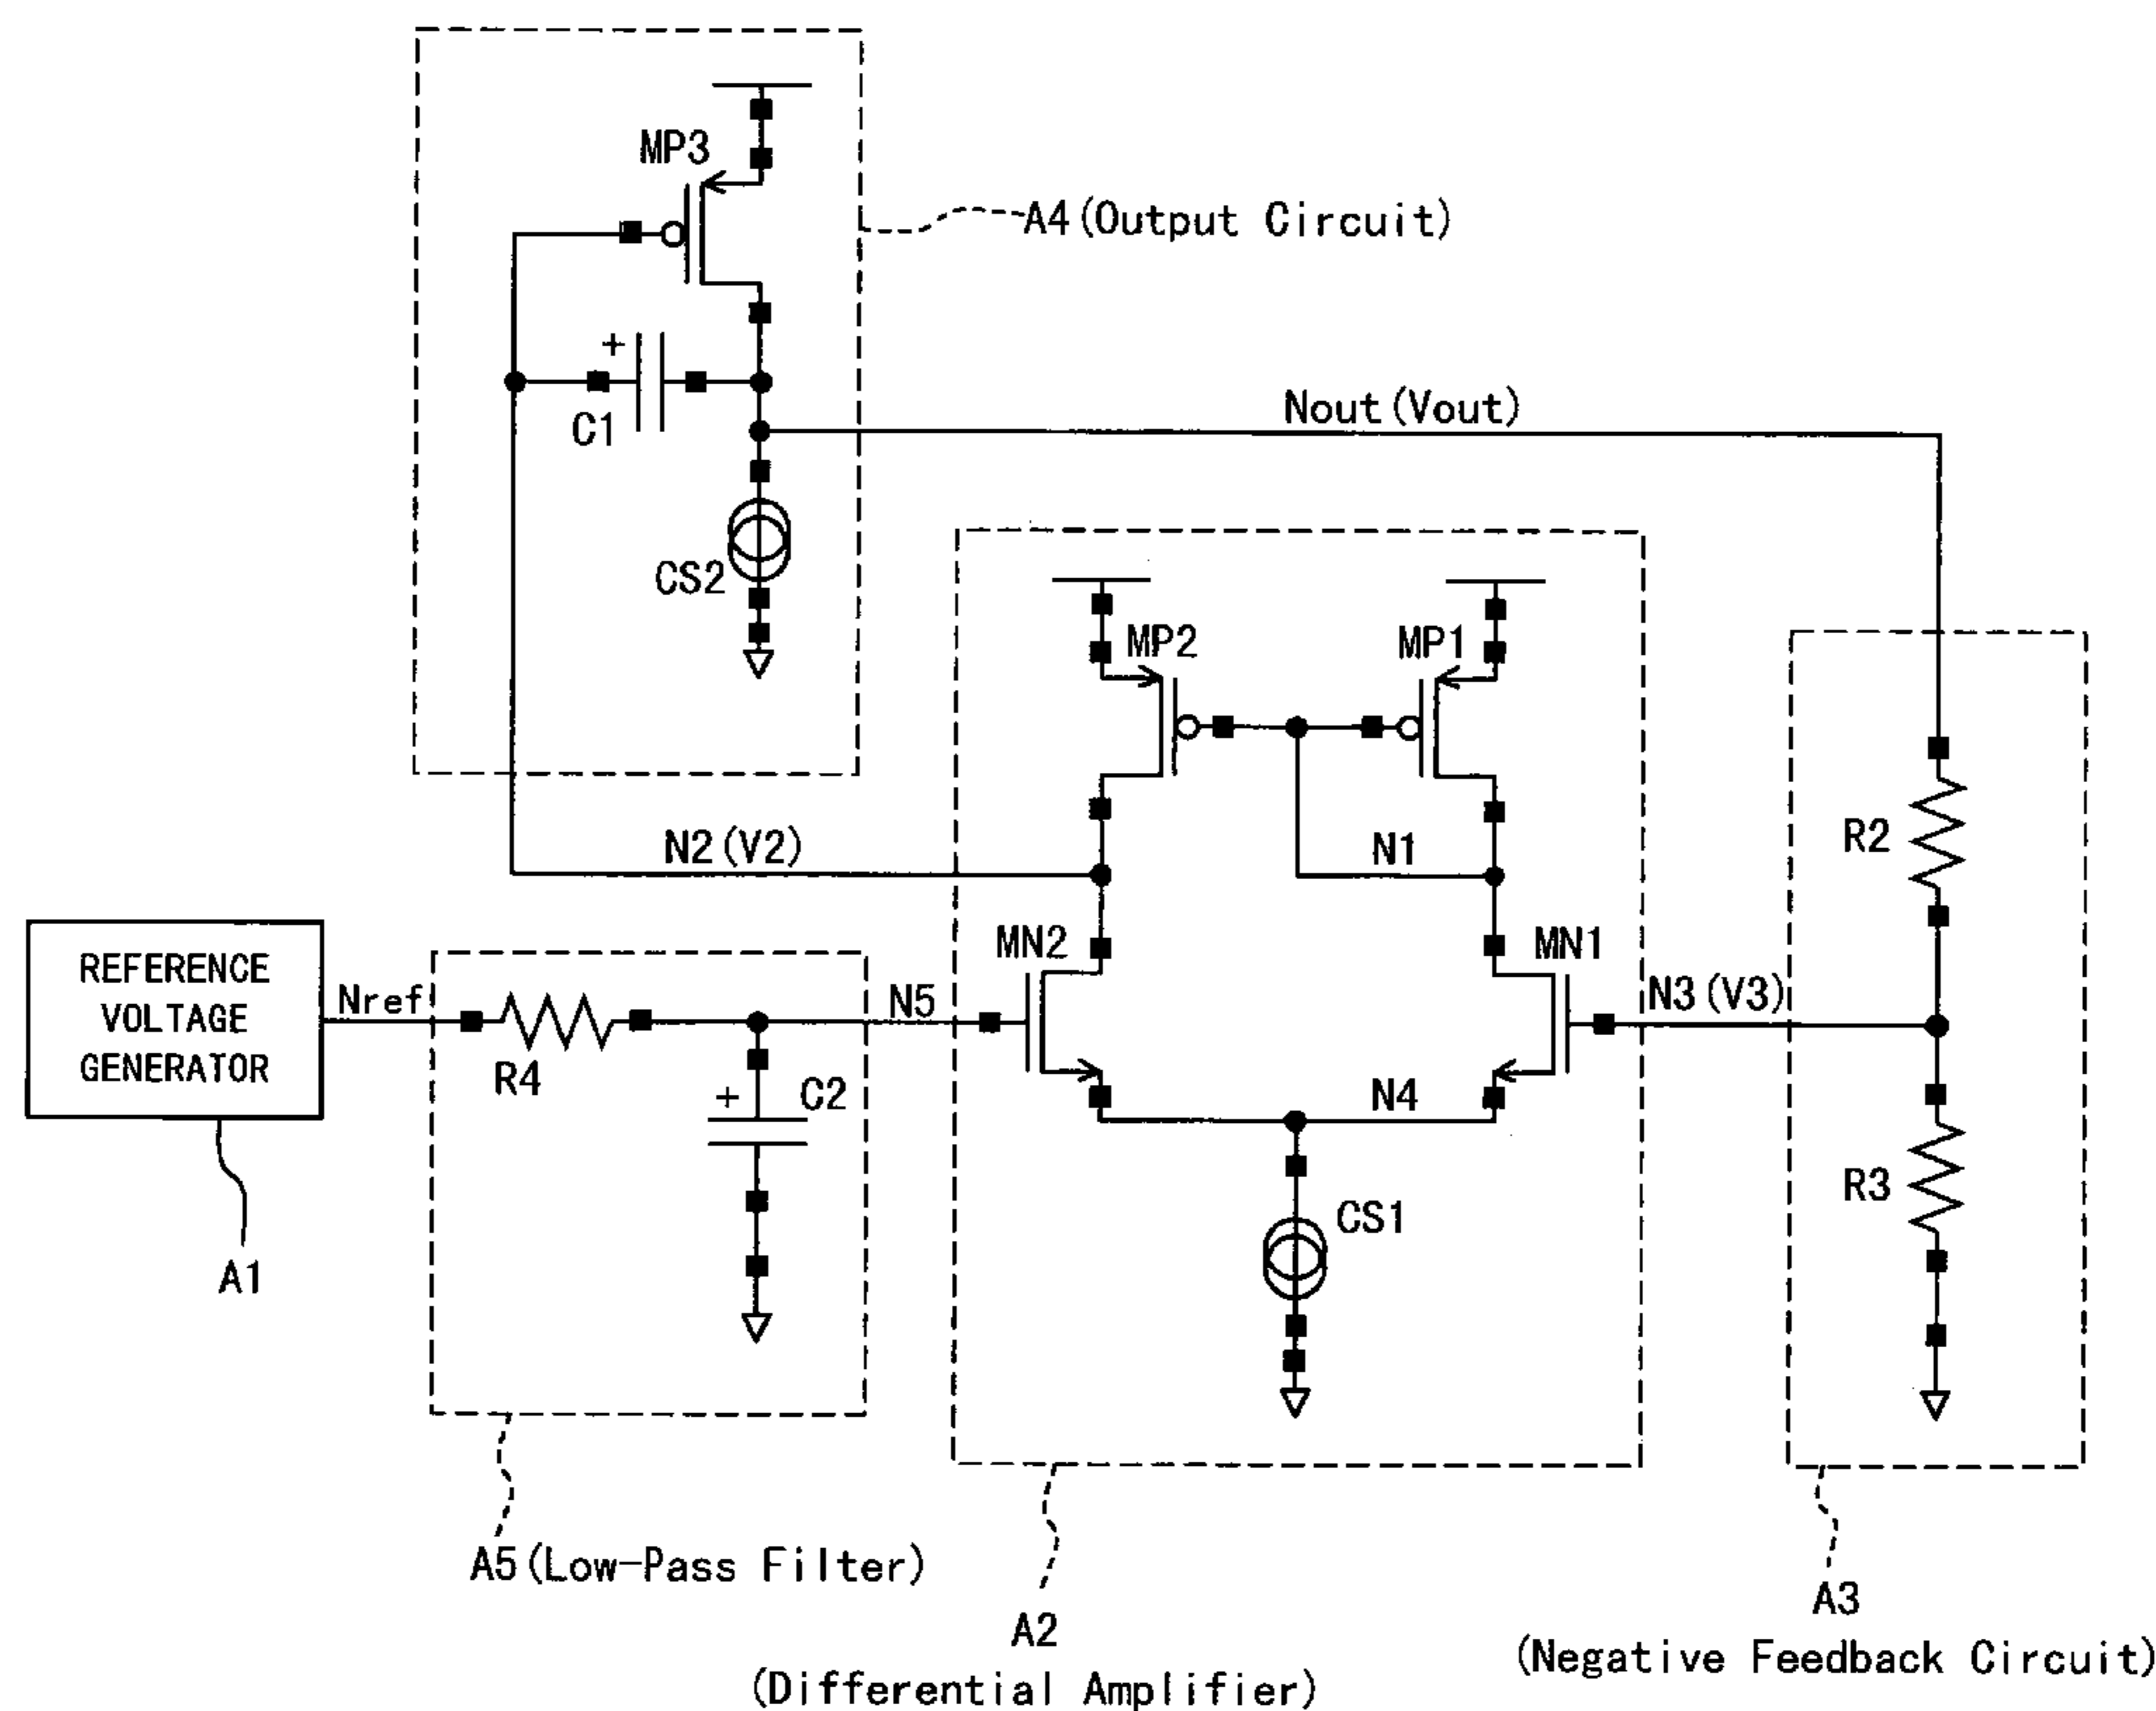 MP3
A4(Output Circuit)
+
C1
Nout(Vout)
CS2
MP2
MP1
R2
N2(V2)
N1
REFERENCE
VOLTAGE
GENERATOR
Nref
N5
MN2
MN1
N3(V3)
R4
+
C2
N4
R3
CS1
A1
A5(Low-Pass Filter)
A2
(Differential Amplifier)
A3
(Negative Feedback Circuit)